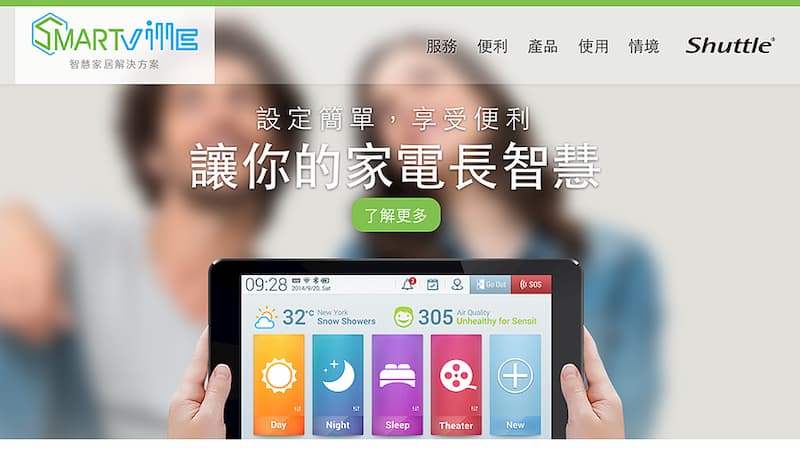 SMARTVILLE
智慧家居解決方案
服務 便利 產品 使用 情境 Shuttle®
設定簡單，享受便利
讓你的家電長智慧
了解更多
09:28
2014/9/20, Sat
2
Go Out
SOS
32°C New York Snow Showers
305 Air Quality Unhealthy for Sensit
Day Night Sleep Theater New